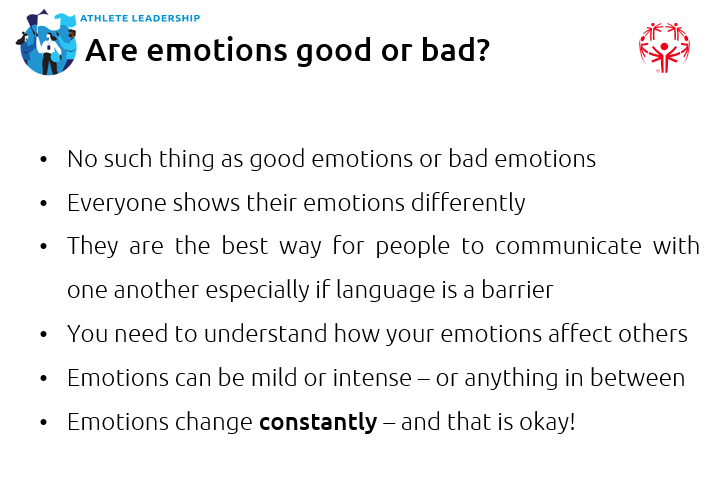 ATHLETE LEADERSHIP
Are emotions good or bad?
• No such thing as good emotions or bad emotions
• Everyone shows their emotions differently
• They are the best way for people to communicate with
one another especially if language is a barrier
• You need to understand how your emotions affect others
• Emotions can be mild or intense – or anything in between
• Emotions change constantly – and that is okay!